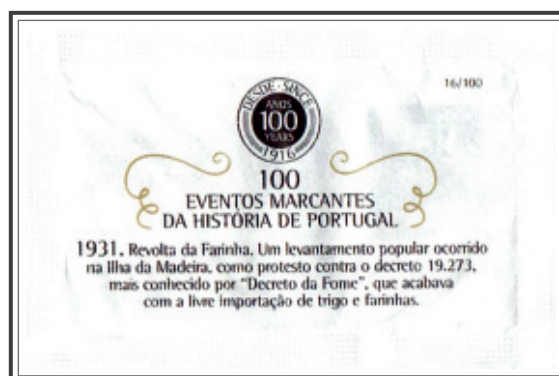 16/100
DESDE - SINCE
ANOS
100
YEARS
1916
100
EVENTOS MARCANTES
DA HISTÓRIA DE PORTUGAL
1931. Revolta da Farinha. Um levantamento popular ocorrido
na Ilha da Madeira, como protesto contra o decreto 19.273,
mais conhecido por "Decreto da Fome", que acabava
com a livre importação de trigo e farinhas.